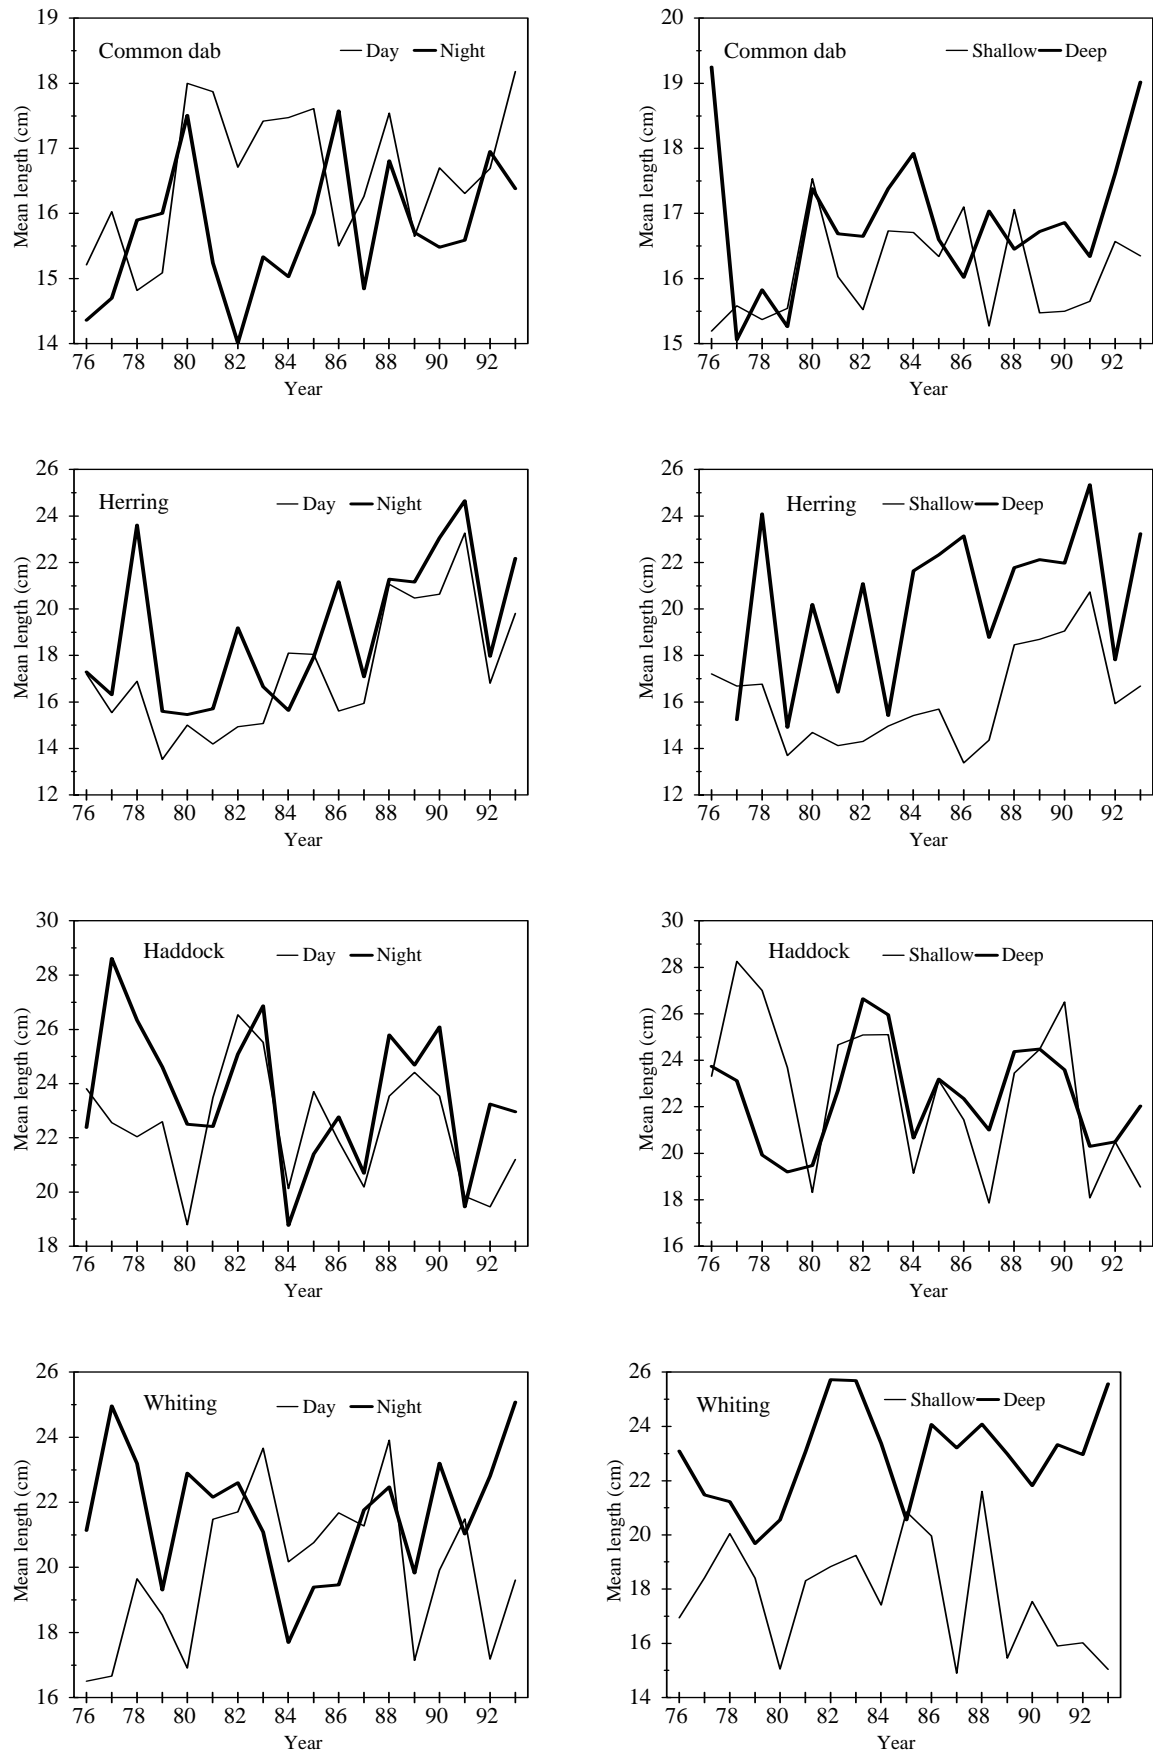 Common dab
Day Night
19
18
17
16
15
14
Mean length (cm)
76 78 80 82 84 86 88 90 92
Year
Common dab
Shallow Deep
20
19
18
17
16
15
Mean length (cm)
76 78 80 82 84 86 88 90 92
Year
Herring
Day Night
26
24
22
20
18
16
14
12
Mean length (cm)
76 78 80 82 84 86 88 90 92
Year
Herring
Shallow Deep
26
24
22
20
18
16
14
12
Mean length (cm)
76 78 80 82 84 86 88 90 92
Year
Haddock
Day Night
30
28
26
24
22
20
18
Mean length (cm)
76 78 80 82 84 86 88 90 92
Year
Haddock
Shallow Deep
30
28
26
24
22
20
18
16
Mean length (cm)
76 78 80 82 84 86 88 90 92
Year
Whiting
Day Night
26
24
22
20
18
16
Mean length (cm)
76 78 80 82 84 86 88 90 92
Year
Whiting
Shallow Deep
26
24
22
20
18
16
14
Mean length (cm)
76 78 80 82 84 86 88 90 92
Year